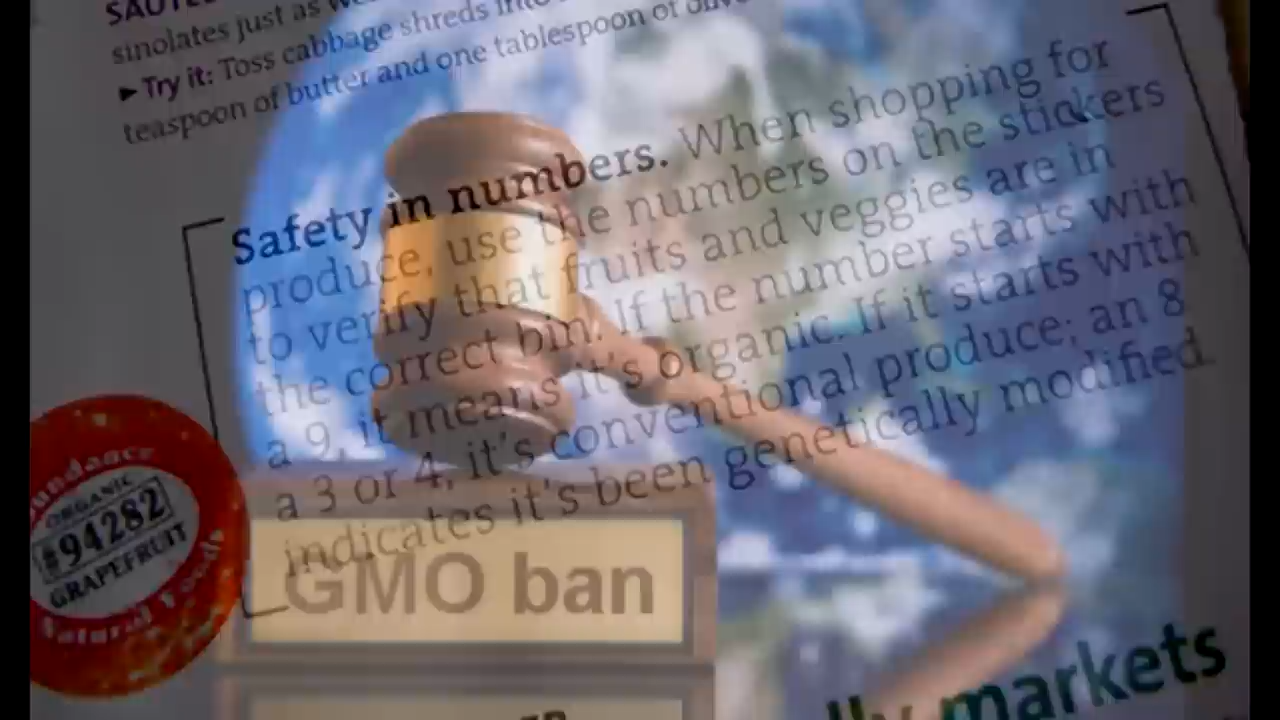 SAUTE
sinolates just as we
▸ Try it: Toss cabbage shreds into
teaspoon of butter and one tablespoon of olive
Safety in numbers. When shopping for
produce, use the numbers on the stickers
to verify that fruits and veggies are in
the correct bin. If the number starts with
a 9, it means it's organic. If it starts with
a 3 or 4, it's conventional produce; an 8
indicates it's been genetically modified.
undance
ORGANIC
#94282
GRAPEFRUIT
Natural Foods
GMO ban
lly markets